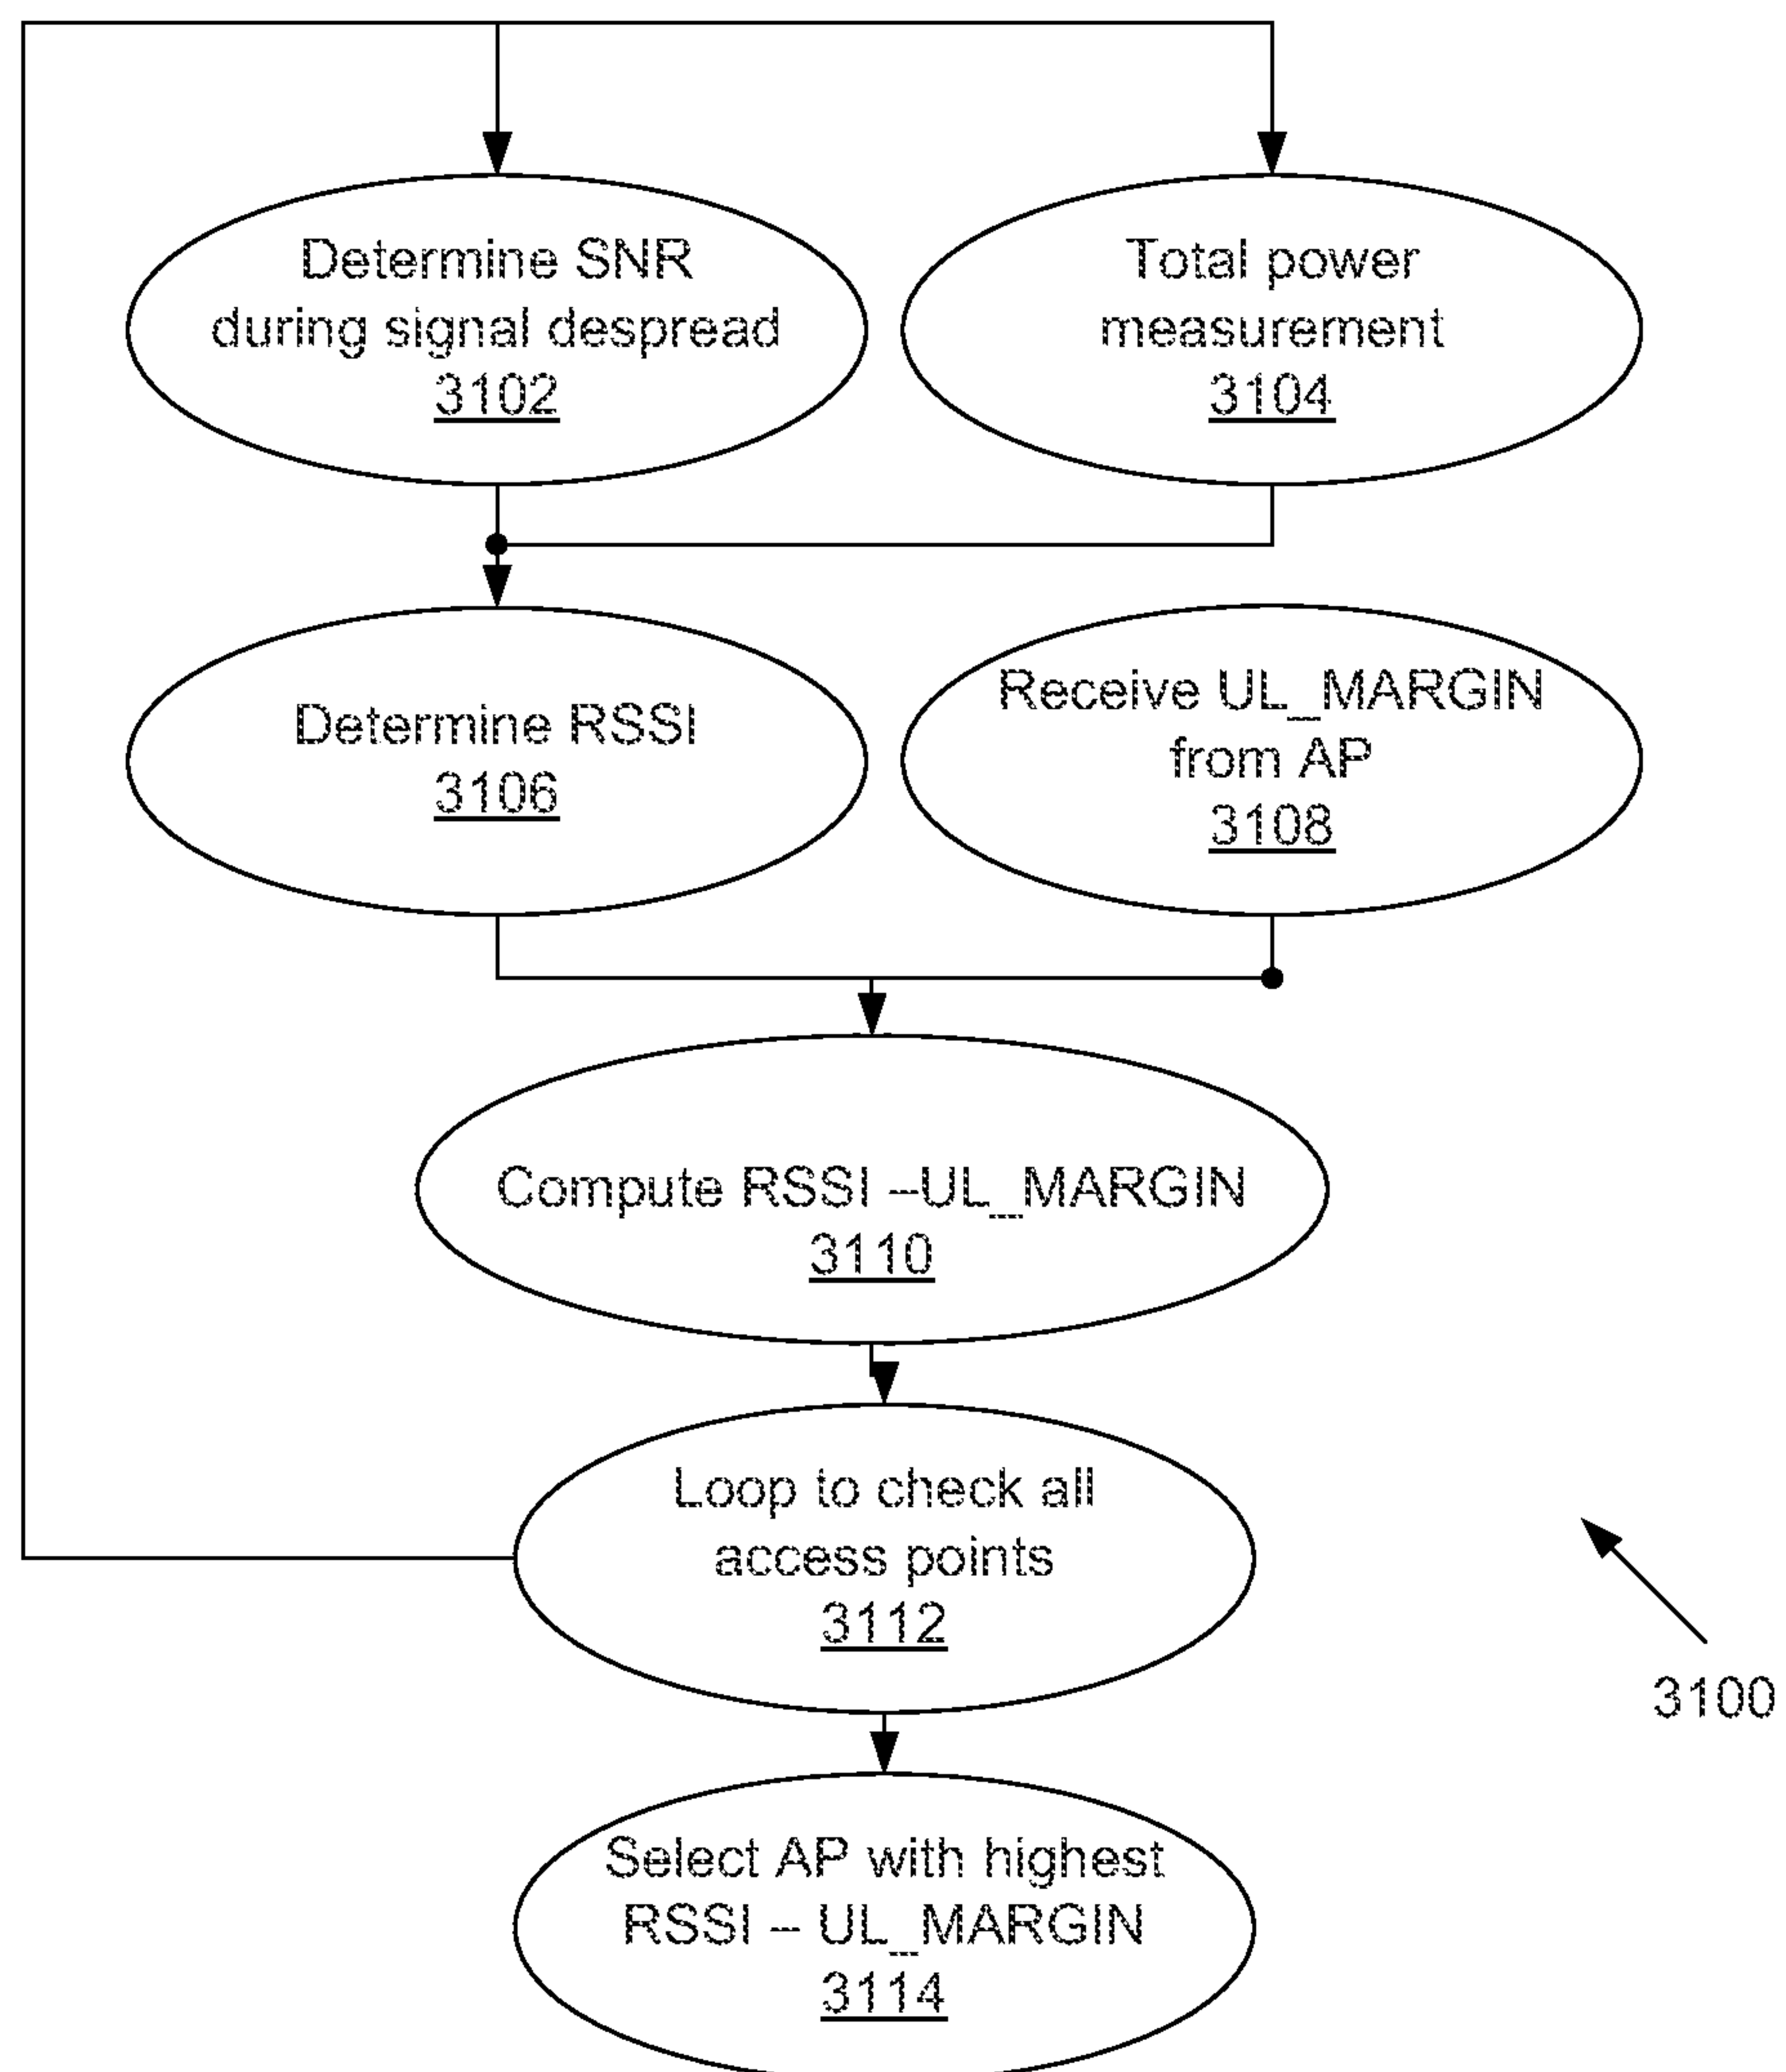 Determine SNR
during signal despread
3102
Total power
measurement
3104
Determine RSSI
3106
Receive UL_MARGIN
from AP
3108
Compute RSSI –UL_MARGIN
3110
Loop to check all
access points
3112
3100
Select AP with highest
RSSI – UL_MARGIN
3114